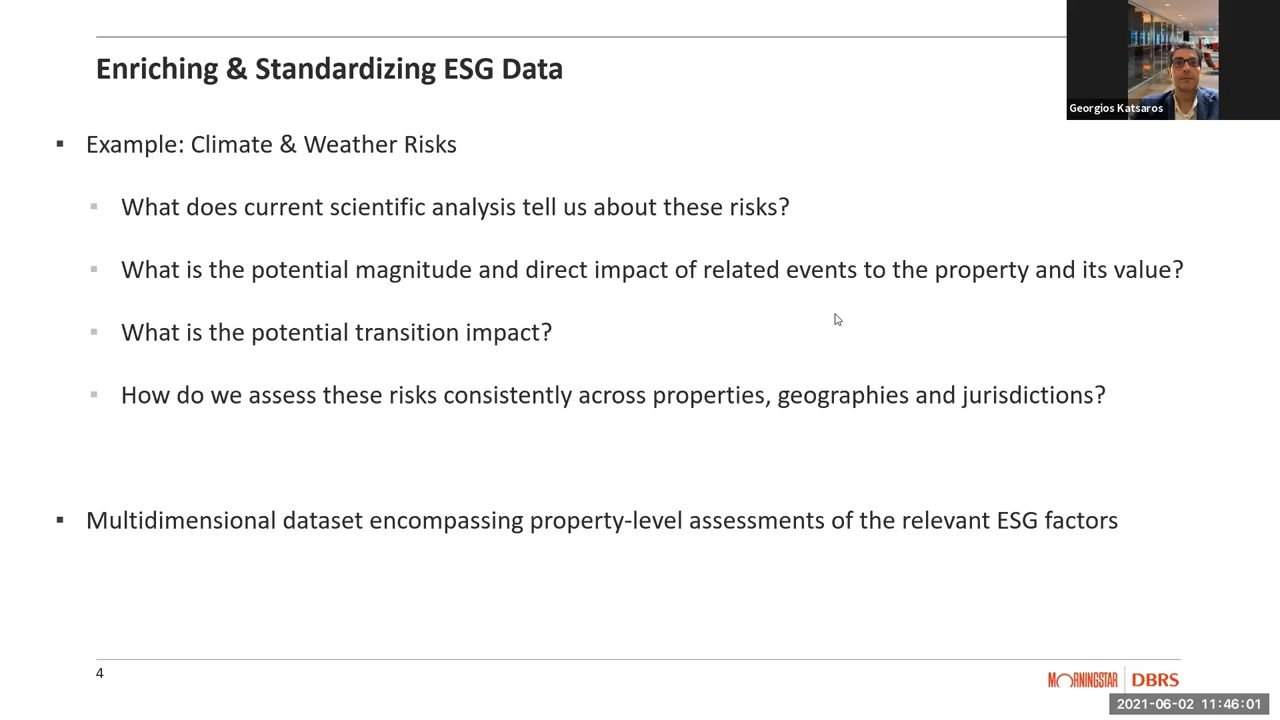 Enriching & Standardizing ESG Data
Georgios Katsaros
▪ Example: Climate & Weather Risks
▪ What does current scientific analysis tell us about these risks?
▪ What is the potential magnitude and direct impact of related events to the property and its value?
▪ What is the potential transition impact?
▪ How do we assess these risks consistently across properties, geographies and jurisdictions?
▪ Multidimensional dataset encompassing property-level assessments of the relevant ESG factors
4
MORNINGSTAR | DBRS
2021-06-02 11:46:01